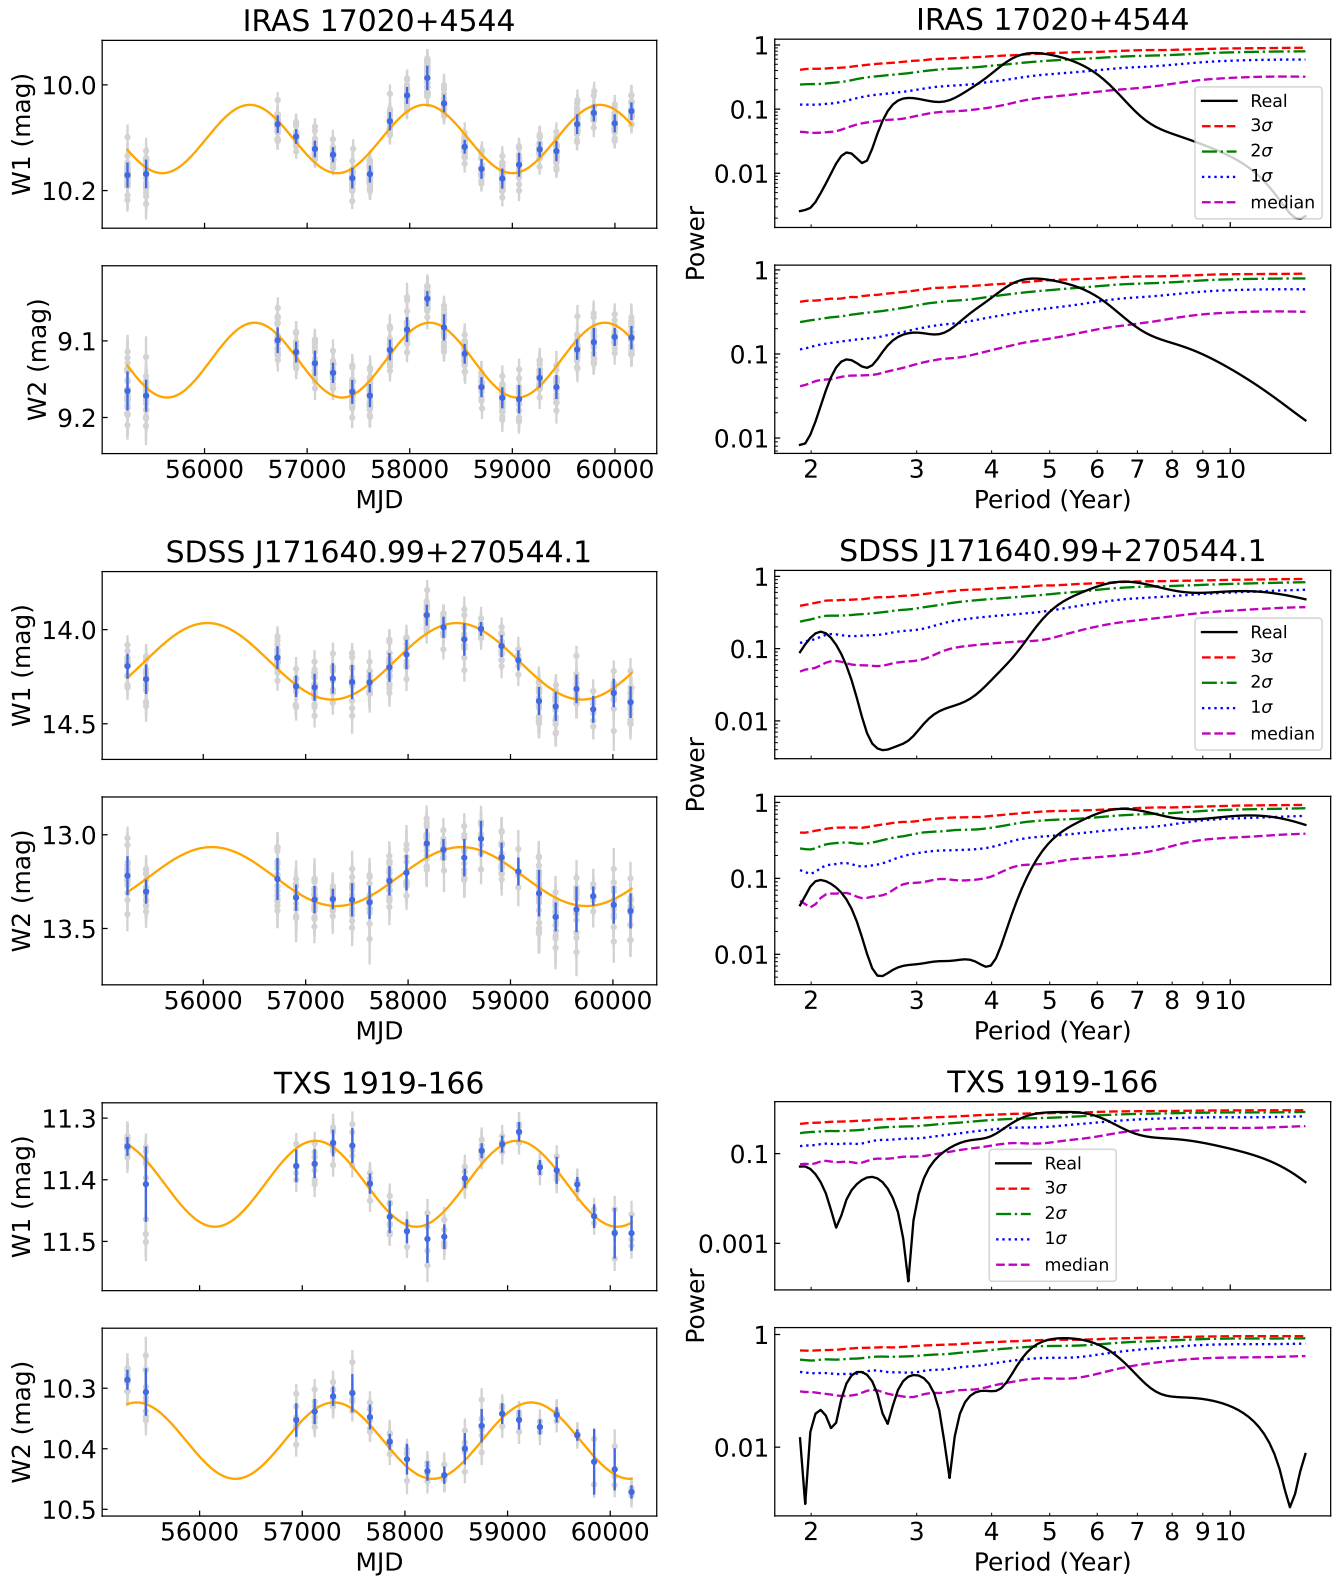 IRAS 17020+4544
W1 (mag)
10.0
10.2
W2 (mag)
9.1
9.2
56000 57000 58000 59000 60000
MJD
IRAS 17020+4544
Power
1
0.1
0.01
Real
3σ
2σ
1σ
median
1
0.1
0.01
2 3 4 5 6 7 8 9 10
Period (Year)
SDSS J171640.99+270544.1
W1 (mag)
14.0
14.5
W2 (mag)
13.0
13.5
56000 57000 58000 59000 60000
MJD
SDSS J171640.99+270544.1
Power
1
0.1
0.01
Real
3σ
2σ
1σ
median
1
0.1
0.01
2 3 4 5 6 7 8 9 10
Period (Year)
TXS 1919-166
W1 (mag)
11.3
11.4
11.5
W2 (mag)
10.3
10.4
10.5
56000 57000 58000 59000 60000
MJD
TXS 1919-166
Power
0.1
0.001
Real
3σ
2σ
1σ
median
1
0.01
2 3 4 5 6 7 8 9 10
Period (Year)